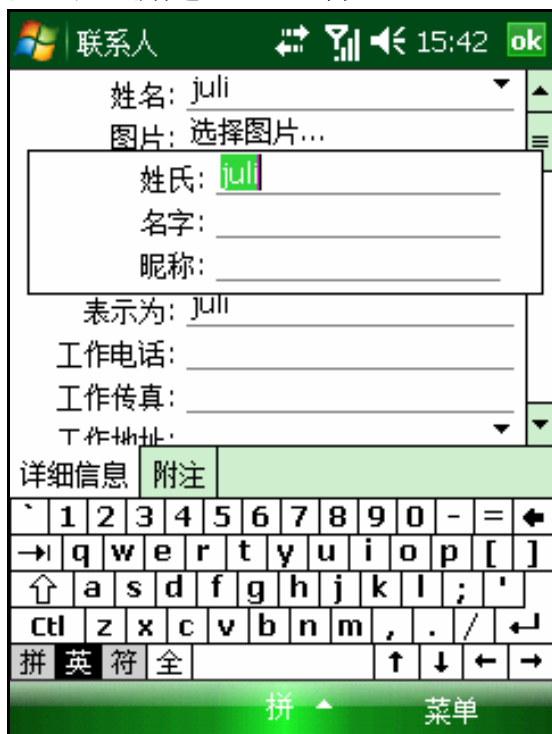 联系人 15:42 ok
姓名: juli
图片: 选择图片...
姓氏: juli
名字:
昵称:
表示为: juli
工作电话:
工作传真:
工作地址:
详细信息 附注
` 1 2 3 4 5 6 7 8 9 0 - =
q w e r t y u i o p [ ]
a s d f g h j k l ; '
Ctl z x c v b n m , . /
拼 英 符 全
拼 菜单